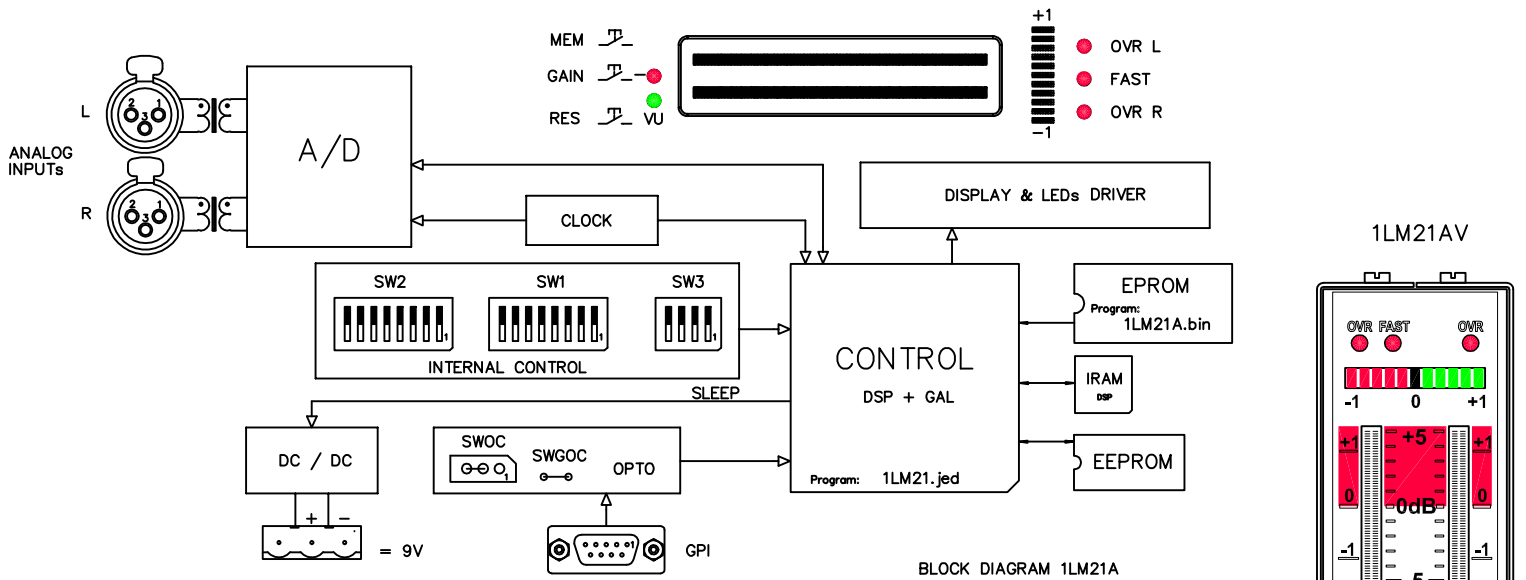 MEM
GAIN
RES
VU
+1
-1
OVR L
FAST
OVR R
L
2 1
3
ANALOG
INPUTs
R
2 1
3
A/D
CLOCK
DISPLAY & LEDs DRIVER
SW2
1
SW1
1
SW3
1
INTERNAL CONTROL
SLEEP
CONTROL
DSP + GAL
Program: 1LM21.jed
EPROM
Program:
1LM21A.bin
IRAM
DSP
EEPROM
DC / DC
+ -
= 9V
SWOC
1
SWGOC
OPTO
1
GPI
BLOCK DIAGRAM 1LM21A
1LM21AV
OVR FAST OVR
-1 0 +1
+1 +5 +1
0 0dB 0
-1 -1
-5